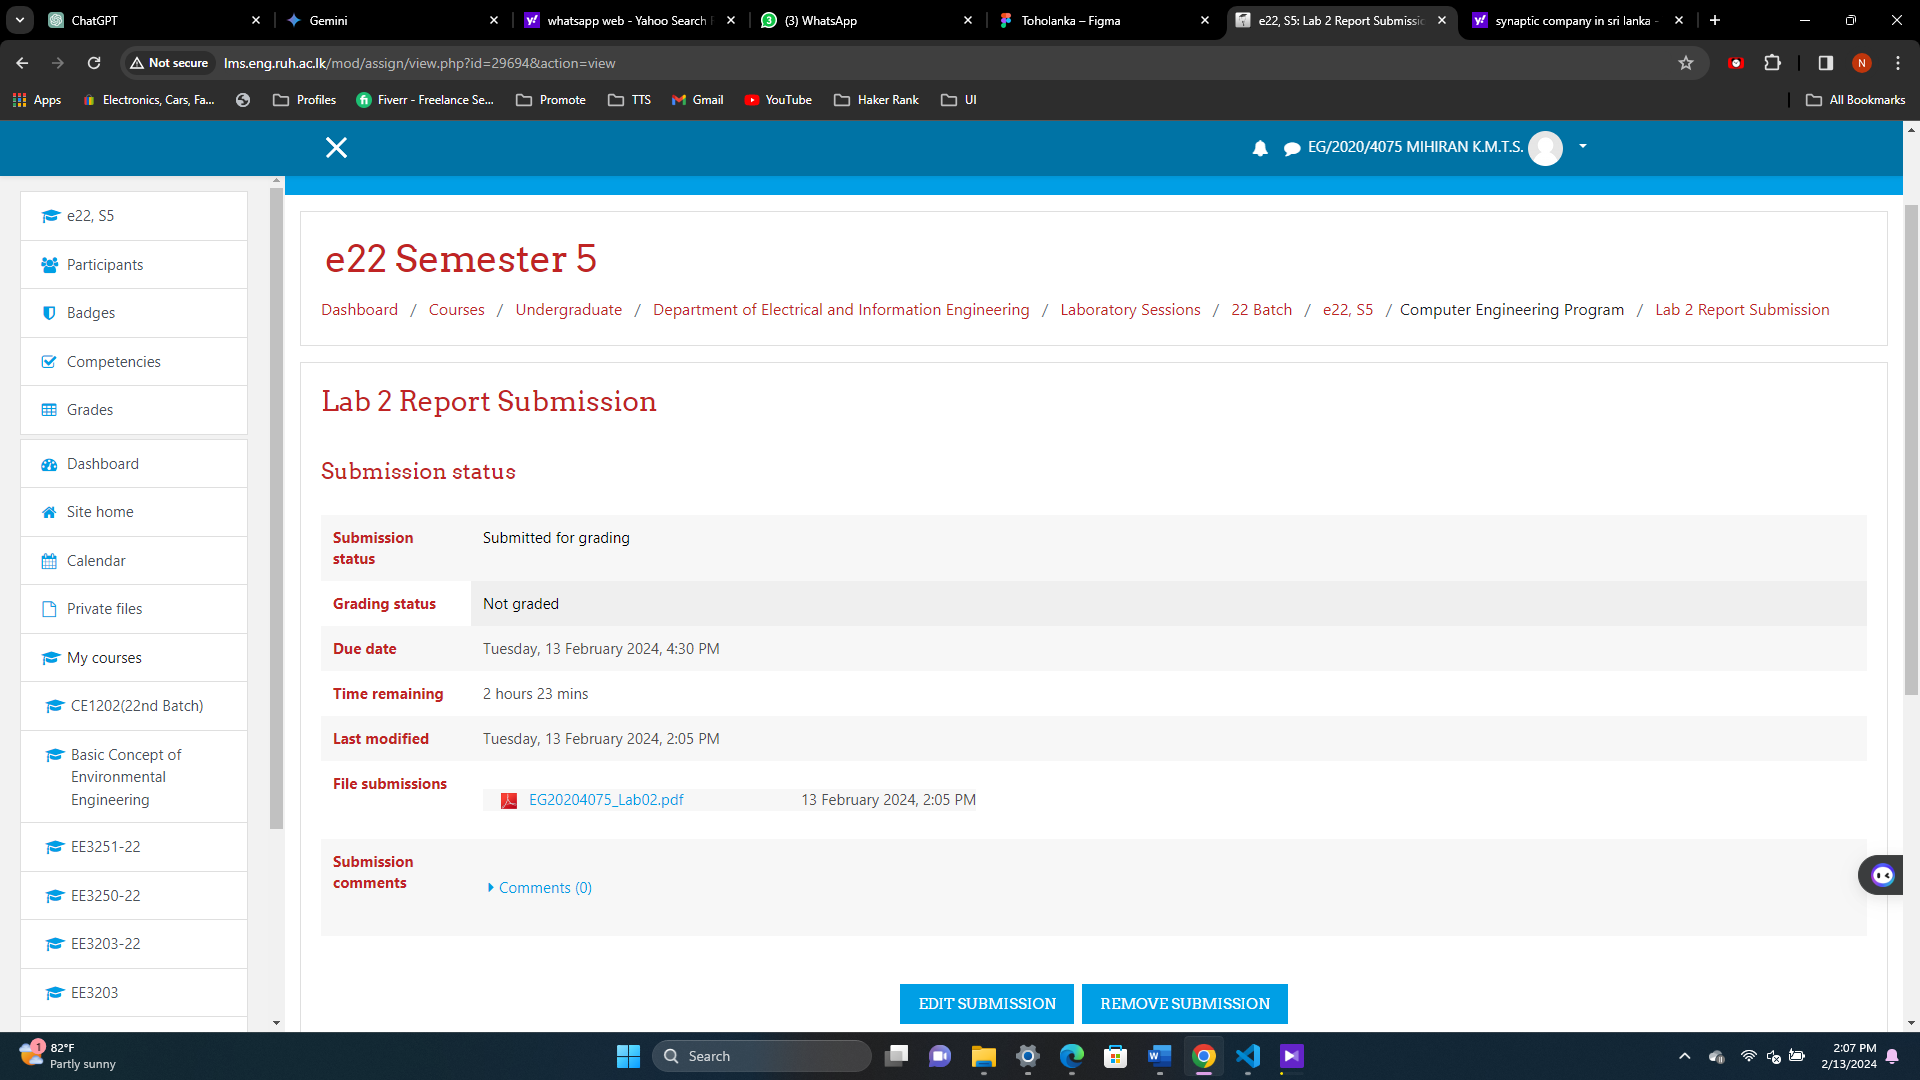 ChatGPT
Gemini
whatsapp web - Yahoo Search
(3) WhatsApp
Toholanka – Figma
e22, S5: Lab 2 Report Submissi
synaptic company in sri lanka -
Not secure
lms.eng.ruh.ac.lk/mod/assign/view.php?id=29694&action=view
N
Apps
Electronics, Cars, Fa...
Profiles
Fiverr - Freelance Se...
Promote
TTS
Gmail
YouTube
Haker Rank
UI
All Bookmarks
EG/2020/4075 MIHIRAN K.M.T.S.
e22, S5
Participants
Badges
Competencies
Grades
Dashboard
Site home
Calendar
Private files
My courses
CE1202(22nd Batch)
Basic Concept of
Environmental
Engineering
EE3251-22
EE3250-22
EE3203-22
EE3203
e22 Semester 5
Dashboard / Courses / Undergraduate / Department of Electrical and Information Engineering / Laboratory Sessions / 22 Batch / e22, S5 / Computer Engineering Program / Lab 2 Report Submission
Lab 2 Report Submission
Submission status
Submission
status
Submitted for grading
Grading status
Not graded
Due date
Tuesday, 13 February 2024, 4:30 PM
Time remaining
2 hours 23 mins
Last modified
Tuesday, 13 February 2024, 2:05 PM
File submissions
EG20204075_Lab02.pdf
13 February 2024, 2:05 PM
Submission
comments
Comments (0)
EDIT SUBMISSION
REMOVE SUBMISSION
1
82°F
Partly sunny
Search
2:07 PM
2/13/2024